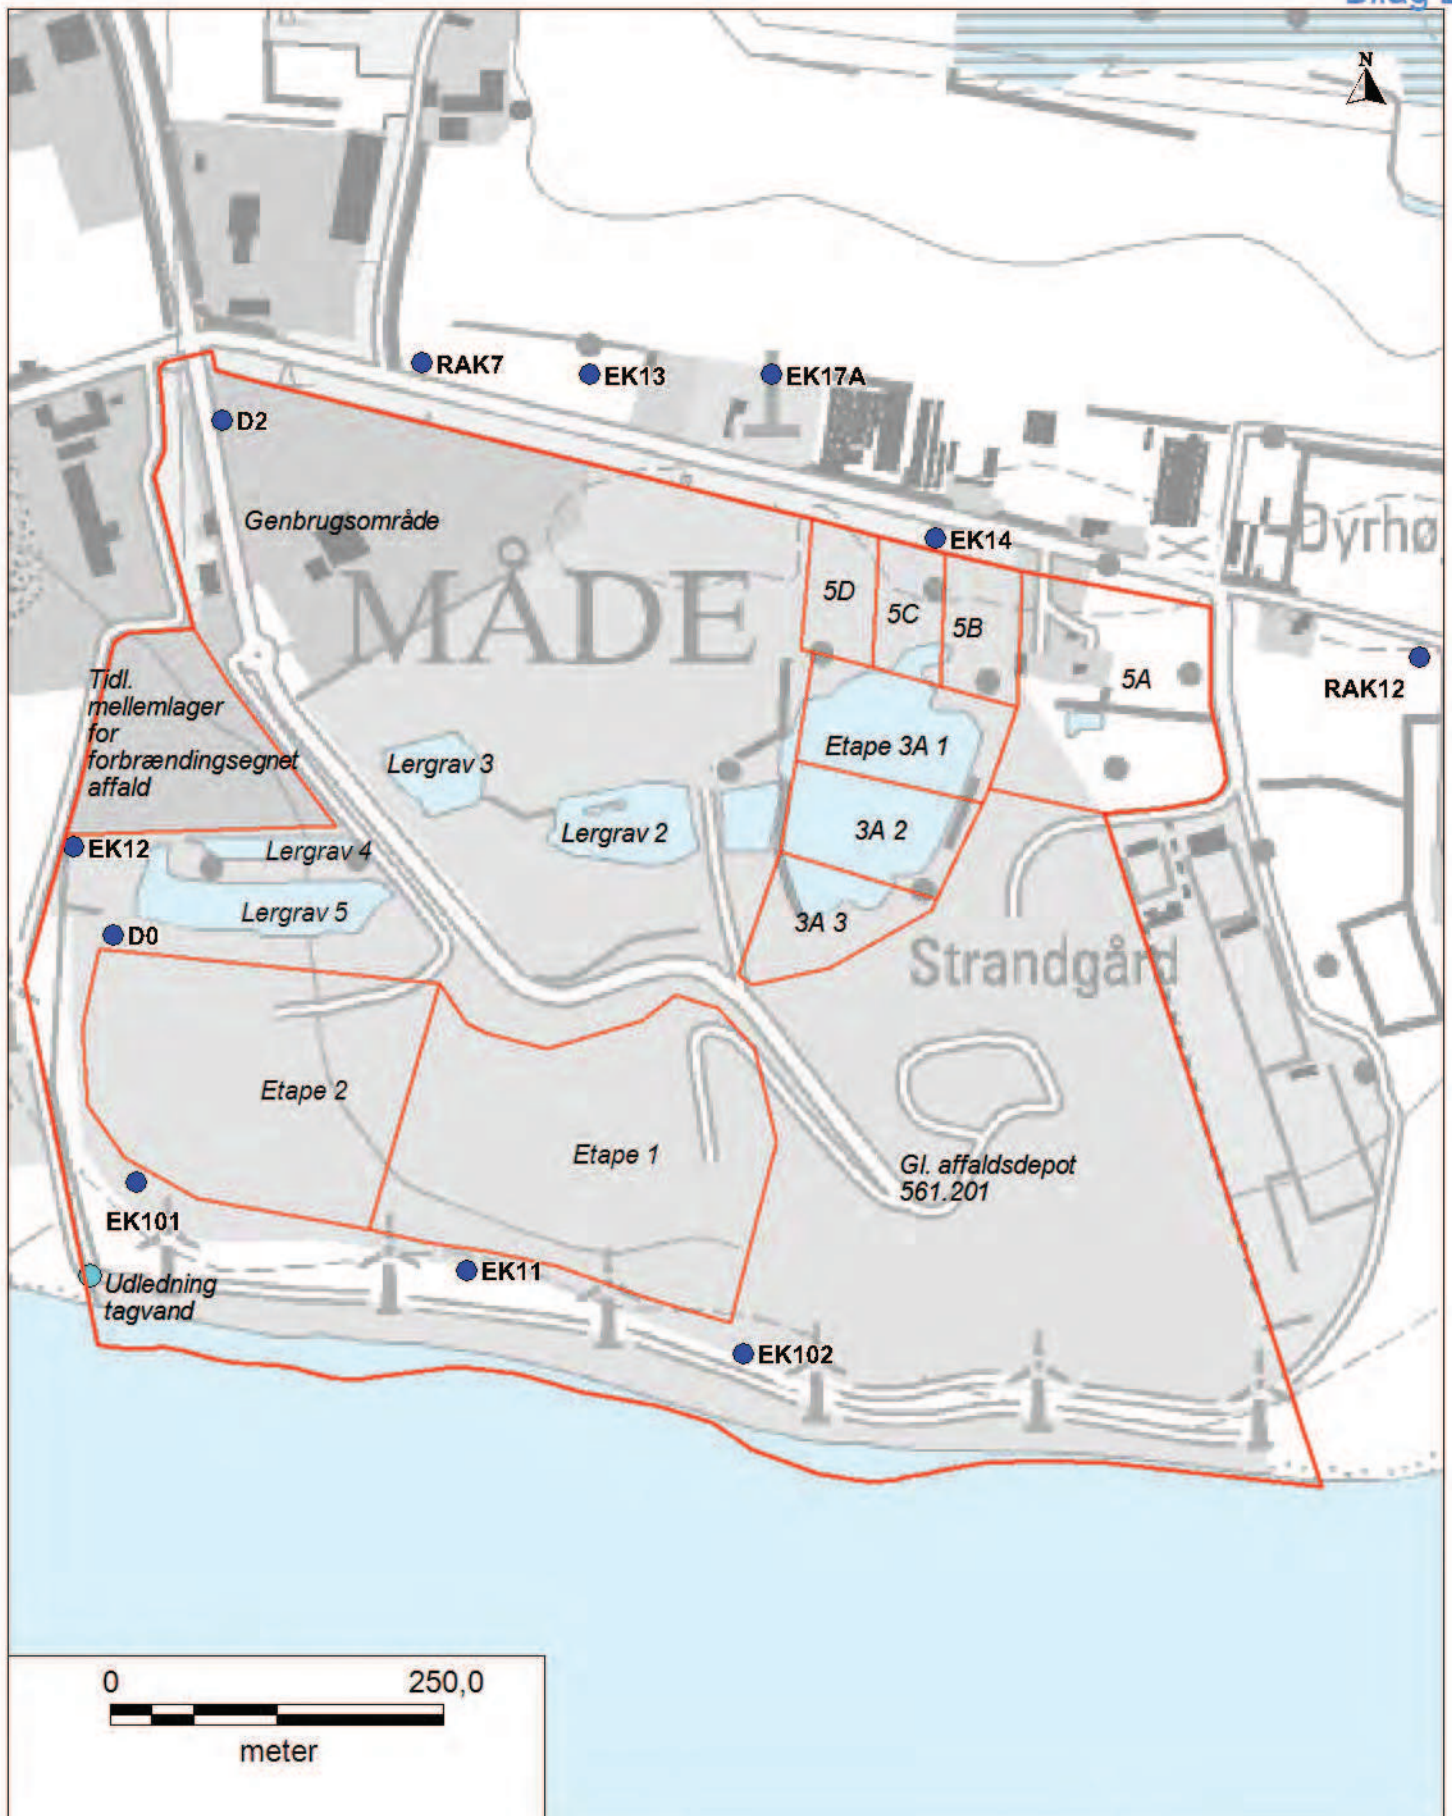 N
RAK7
EK13
EK17A
D2
Genbrugsområde
EK14
Dyrhø
MÅDE
5D
5C
5B
5A
RAK12
Tidl.
mellemlager
for
forbrændingsegnet
affald
Lergrav 3
Etape 3A 1
Lergrav 2
3A 2
EK12
Lergrav 4
Lergrav 5
3A 3
D0
Strandgård
Etape 2
Etape 1
Gl. affaldsdepot
561.201
EK101
EK11
Udledning
tagvand
EK102
0 250,0
meter